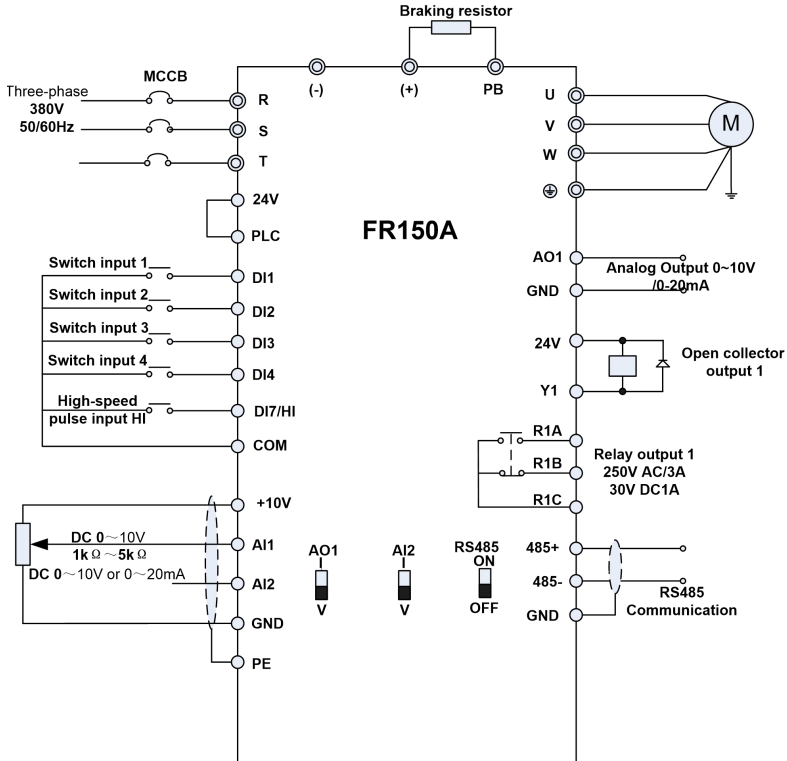 Braking resistor
MCCB
Three-phase
380V
50/60Hz
R
S
T
(-)
(+)
PB
U
V
W
M
24V
PLC
FR150A
Switch input 1
DI1
Switch input 2
DI2
Switch input 3
DI3
Switch input 4
DI4
High-speed
pulse input HI
DI7/HI
COM
AO1
Analog Output 0~10V
/0-20mA
GND
24V
Open collector
output 1
Y1
R1A
R1B
R1C
Relay output 1
250V AC/3A
30V DC1A
+10V
DC 0～10V
1kΩ～5kΩ
AI1
DC 0～10V or 0～20mA
AI2
GND
PE
AO1
I
V
AI2
I
V
RS485
ON
OFF
485+
485-
RS485
Communication
GND